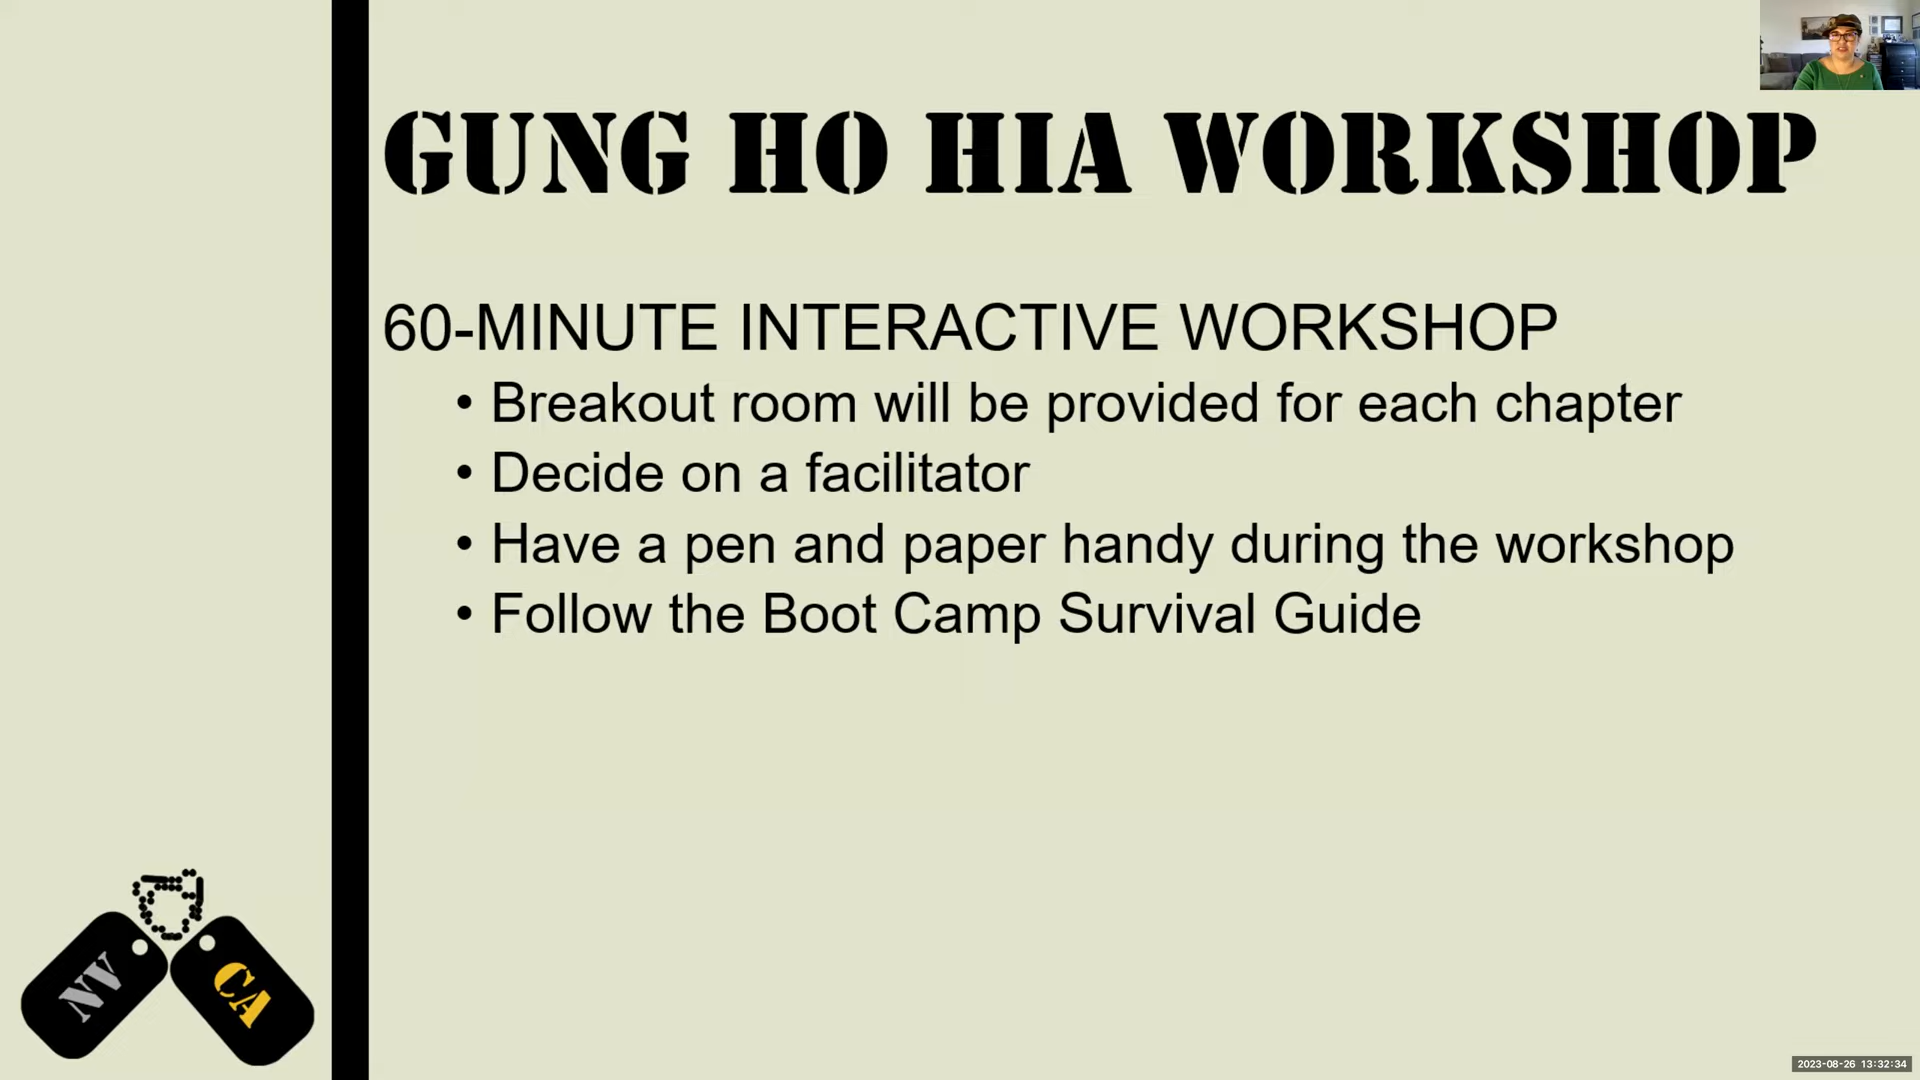 GUNG HO HIA WORKSHOP
60-MINUTE INTERACTIVE WORKSHOP
• Breakout room will be provided for each chapter
• Decide on a facilitator
• Have a pen and paper handy during the workshop
• Follow the Boot Camp Survival Guide
NV
CA
2023-08-26 13:32:34